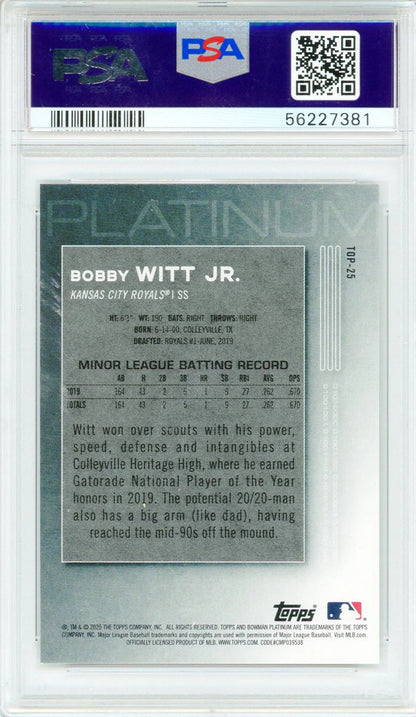 PSA
PSA
56227381
PLATINUM
BOBBY WITT JR.
KANSAS CITY ROYALS® | SS
TOP-25
HT: 6'3" WT: 190 BATS: RIGHT THROWS: RIGHT
BORN: 6-14-00, COLLEYVILLE, TX
DRAFTED: ROYALS #1-JUNE, 2019
MINOR LEAGUE BATTING RECORD
AB H 2B 3B HR SB RBI AVG OPS
2019 164 43 2 5 1 9 27 .262 .670
TOTALS 164 43 2 5 1 9 27 .262 .670
Witt won over scouts with his power,
speed, defense and intangibles at
Colleyville Heritage High, where he earned
Gatorade National Player of the Year
honors in 2019. The potential 20/20-man
also has a big arm (like dad), having
reached the mid-90s off the mound.
Topps
®, TM & © 2020 THE TOPPS COMPANY, INC. ALL RIGHTS RESERVED. TOPPS AND BOWMAN PLATINUM ARE TRADEMARKS OF THE TOPPS
COMPANY, INC. Major League Baseball trademarks and copyrights are used with permission of Major League Baseball. Visit MLB.com.
OFFICIALLY LICENSED PRODUCT OF MLB. WWW.TOPPS.COM. CODE#CMP039538